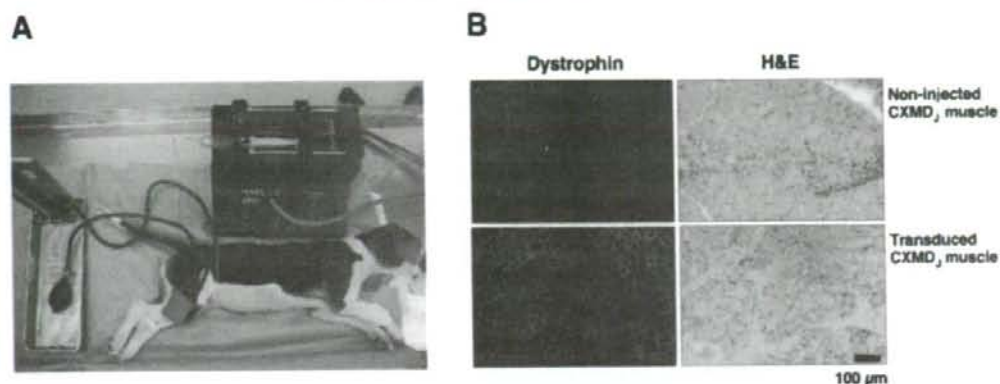 A
B
Dystrophin
H&E
Non-injected
CXMDJ muscle
Transduced
CXMDJ muscle
100 μm